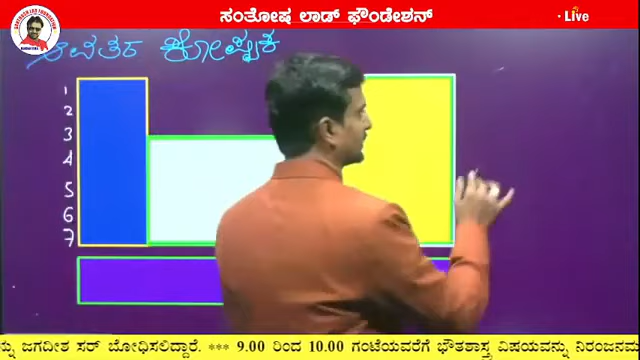 ಸಂತೋಷ ಲಾಡ್ ಫೌಂಡೇಶನ್
Live
ಆವರ್ತಕ ಕೋಷ್ಟಕ
1
2
3
4
5
6
7
ನ್ನು ಜಗದೀಶ ಸರ್ ಬೋಧಿಸಲಿದ್ದಾರೆ. *** 9.00 ರಿಂದ 10.00 ಗಂಟೆಯವರೆಗೆ ಭೌತಶಾಸ್ತ್ರ ವಿಷಯವನ್ನು ನಿರಂಜನಮ